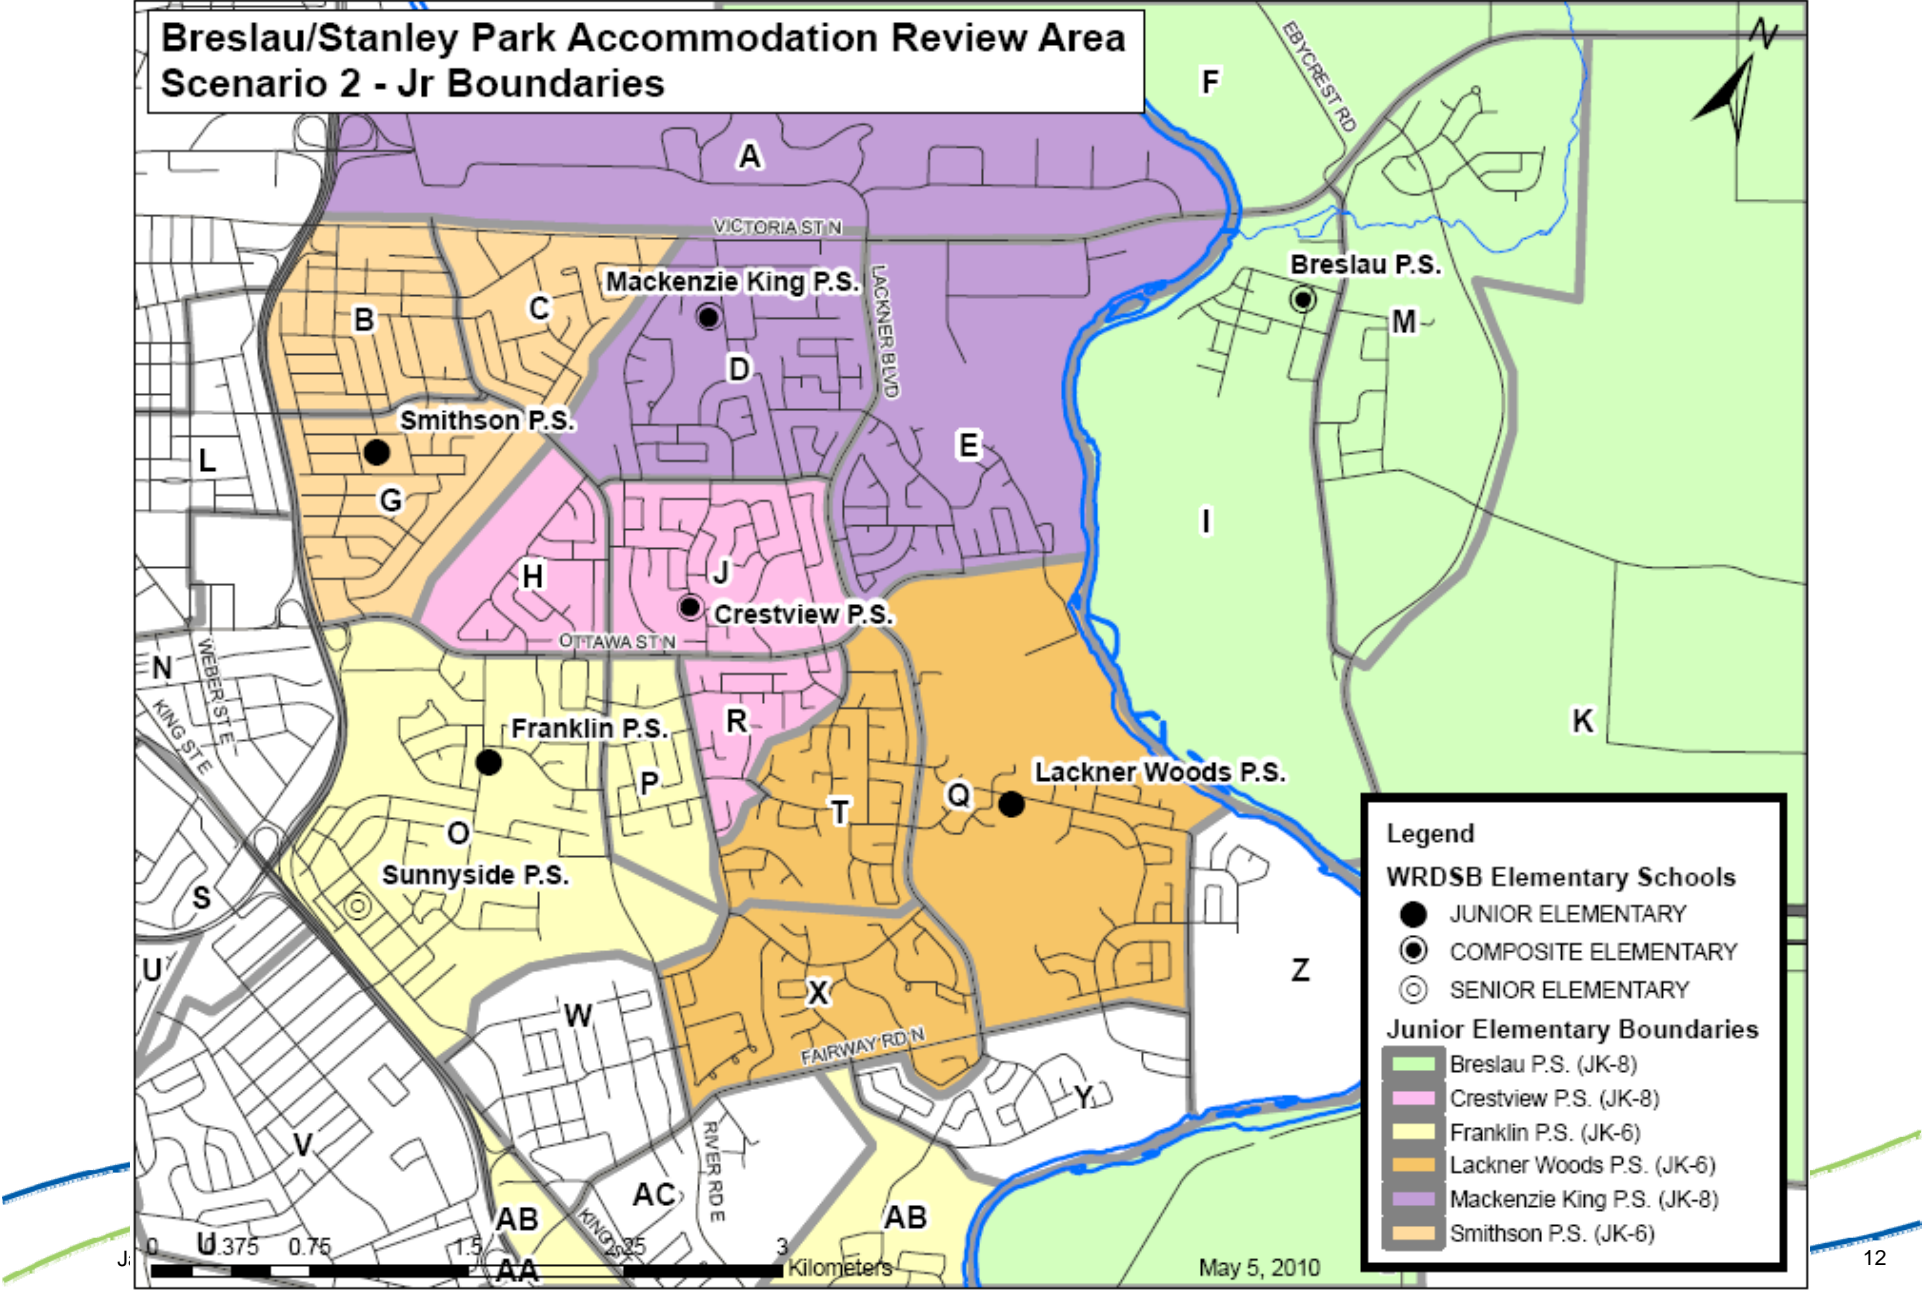 Breslau/Stanley Park Accommodation Review Area
Scenario 2 - Jr Boundaries
F
EBYCREST RD
N
A
VICTORIA ST N
Breslau P.S.
Mackenzie King P.S.
LACKNER BLVD
C
B
M
D
Smithson P.S.
E
L
G
I
H
J
Crestview P.S.
OTTAWA ST N
N
WEBER ST E
KING ST E
R
K
Franklin P.S.
P
Lackner Woods P.S.
Q
T
O
Sunnyside P.S.
S
U
Z
X
W
FAIRWAY RD N
Y
V
RIVER RD E
AC
AB
AB
KING ST
U
AA
0 0.375 0.75 1.5 2.25 3
Kilometers
May 5, 2010
Legend
WRDSB Elementary Schools
JUNIOR ELEMENTARY
COMPOSITE ELEMENTARY
SENIOR ELEMENTARY
Junior Elementary Boundaries
Breslau P.S. (JK-8)
Crestview P.S. (JK-8)
Franklin P.S. (JK-6)
Lackner Woods P.S. (JK-6)
Mackenzie King P.S. (JK-8)
Smithson P.S. (JK-6)
12